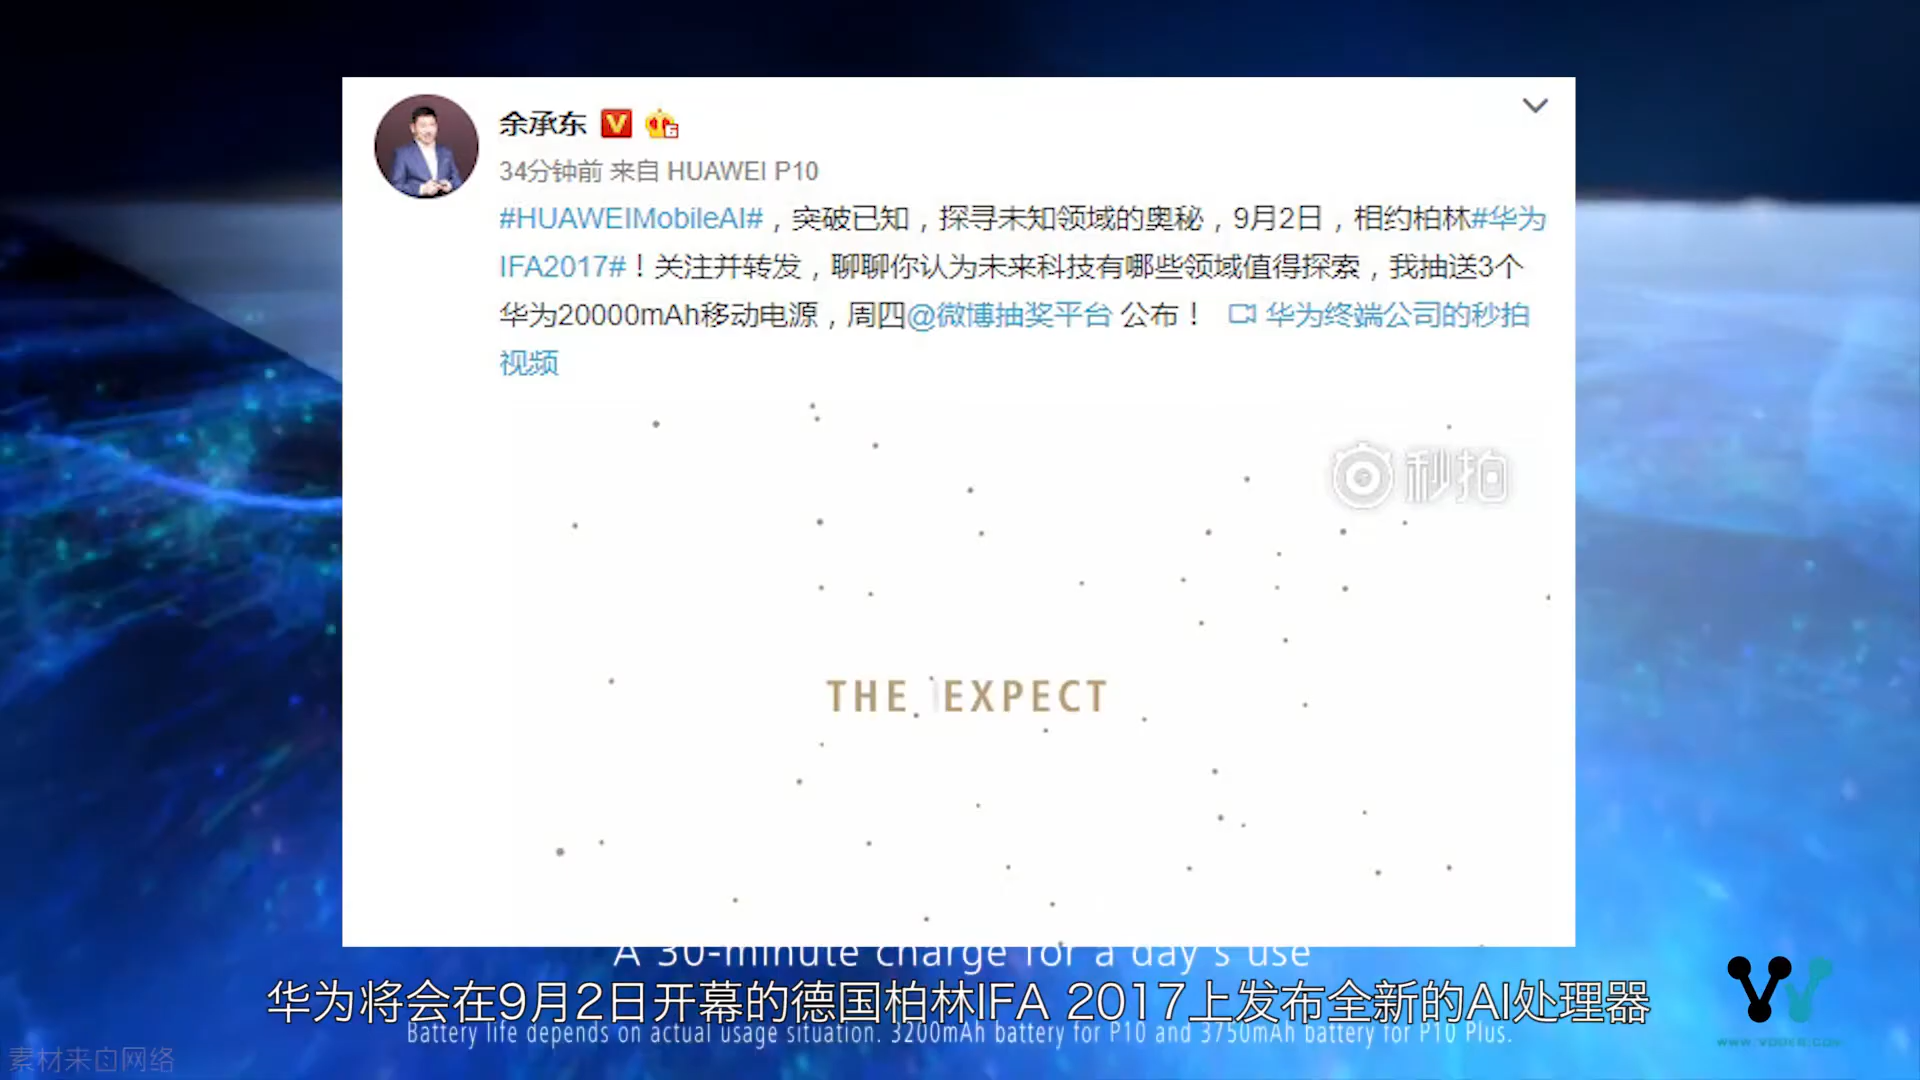 余承东
34分钟前 来自 HUAWEI P10
#HUAWEIMobileAI#，突破已知，探寻未知领域的奥秘，9月2日，相约柏林#华为
IFA2017#！关注并转发，聊聊你认为未来科技有哪些领域值得探索，我抽送3个
华为20000mAh移动电源，周四@微博抽奖平台 公布！ 华为终端公司的秒拍
视频
秒拍
THE EXPECT
A 30-minute charge for a day's use
华为将会在9月2日开幕的德国柏林IFA 2017上发布全新的AI处理器
Battery life depends on actual usage situation. 3200mAh battery for P10 and 3750mAh battery for P10 Plus.
素材来自网络